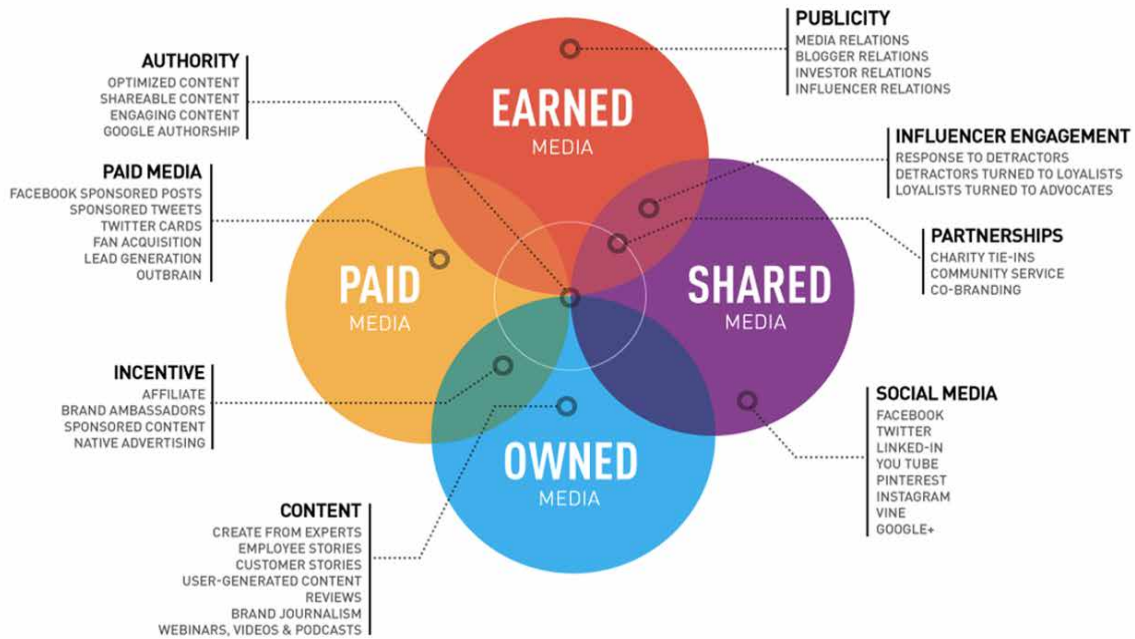 PUBLICITY
MEDIA RELATIONS
BLOGGER RELATIONS
INVESTOR RELATIONS
INFLUENCER RELATIONS
AUTHORITY
OPTIMIZED CONTENT
SHAREABLE CONTENT
ENGAGING CONTENT
GOOGLE AUTHORSHIP
EARNED
MEDIA
INFLUENCER ENGAGEMENT
RESPONSE TO DETRACTORS
DETRACTORS TURNED TO LOYALISTS
LOYALISTS TURNED TO ADVOCATES
PAID MEDIA
FACEBOOK SPONSORED POSTS
SPONSORED TWEETS
TWITTER CARDS
FAN ACQUISITION
LEAD GENERATION
OUTBRAIN
PARTNERSHIPS
CHARITY TIE-INS
COMMUNITY SERVICE
CO-BRANDING
PAID
MEDIA
SHARED
MEDIA
INCENTIVE
AFFILIATE
BRAND AMBASSADORS
SPONSORED CONTENT
NATIVE ADVERTISING
SOCIAL MEDIA
FACEBOOK
TWITTER
LINKED-IN
YOU TUBE
PINTEREST
INSTAGRAM
VINE
GOOGLE+
OWNED
MEDIA
CONTENT
CREATE FROM EXPERTS
EMPLOYEE STORIES
CUSTOMER STORIES
USER-GENERATED CONTENT
REVIEWS
BRAND JOURNALISM
WEBINARS, VIDEOS & PODCASTS